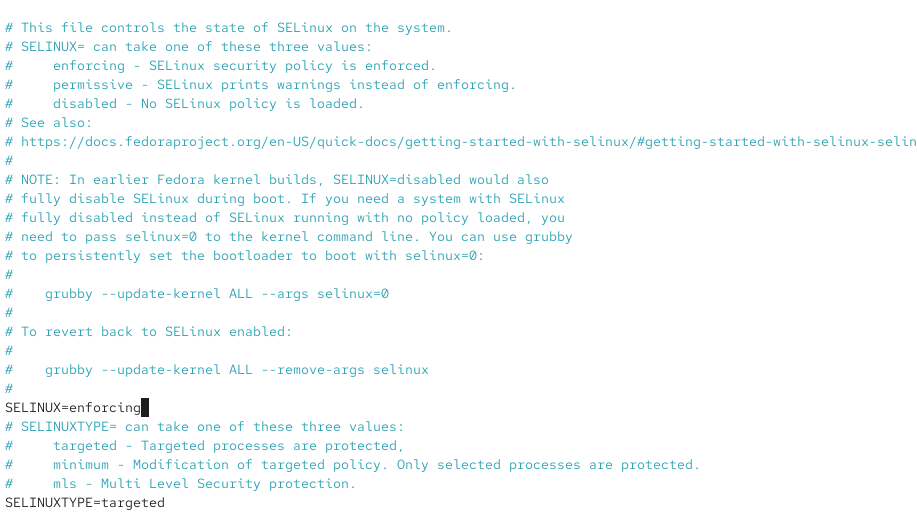 # This file controls the state of SELinux on the system.
# SELINUX= can take one of these three values:
#     enforcing - SELinux security policy is enforced.
#     permissive - SELinux prints warnings instead of enforcing.
#     disabled - No SELinux policy is loaded.
# See also:
# https://docs.fedoraproject.org/en-US/quick-docs/getting-started-with-selinux/#getting-started-with-selinux-selin
#
# NOTE: In earlier Fedora kernel builds, SELINUX=disabled would also
# fully disable SELinux during boot. If you need a system with SELinux
# fully disabled instead of SELinux running with no policy loaded, you
# need to pass selinux=0 to the kernel command line. You can use grubby
# to persistently set the bootloader to boot with selinux=0:
#
#    grubby --update-kernel ALL --args selinux=0
#
# To revert back to SELinux enabled:
#
#    grubby --update-kernel ALL --remove-args selinux
#
SELINUX=enforcing
# SELINUXTYPE= can take one of these three values:
#     targeted - Targeted processes are protected,
#     minimum - Modification of targeted policy. Only selected processes are protected.
#     mls - Multi Level Security protection.
SELINUXTYPE=targeted